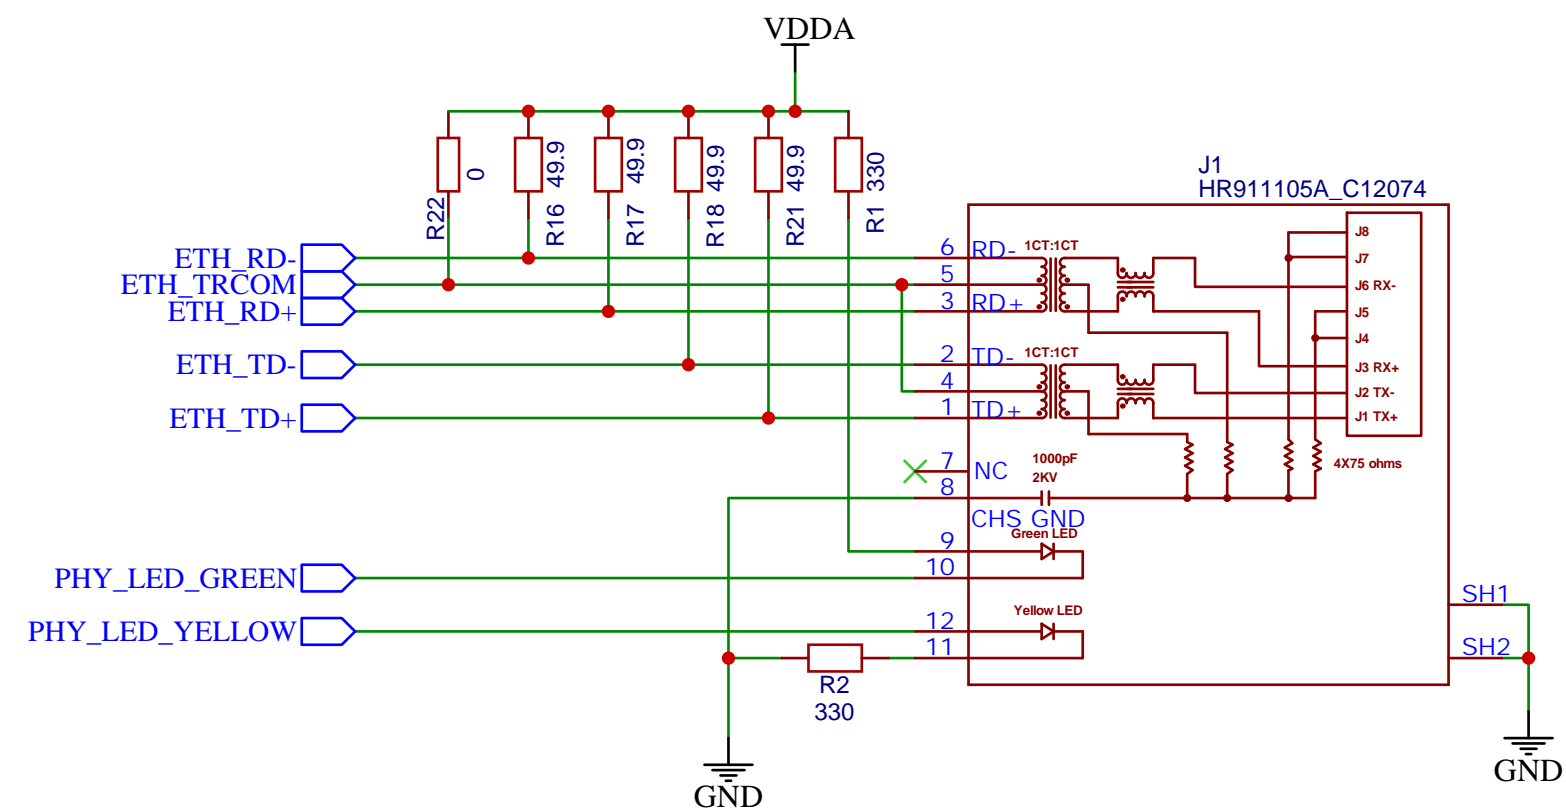 VDDA
0
R22
49.9
R16
49.9
R17
49.9
R18
49.9
R21
330
R1
J1
HR911105A_C12074
ETH_RD-
ETH_TRCOM
ETH_RD+
ETH_TD-
ETH_TD+
6 RD- 1CT:1CT
5
3 RD+
2 TD- 1CT:1CT
4
1 TD+
7 NC
8
CHS GND
1000pF
2KV
J8
J7
J6 RX-
J5
J4
J3 RX+
J2 TX-
J1 TX+
4X75 ohms
Green LED
9
10
PHY_LED_GREEN
Yellow LED
12
11
PHY_LED_YELLOW
R2
330
SH1
SH2
GND
GND